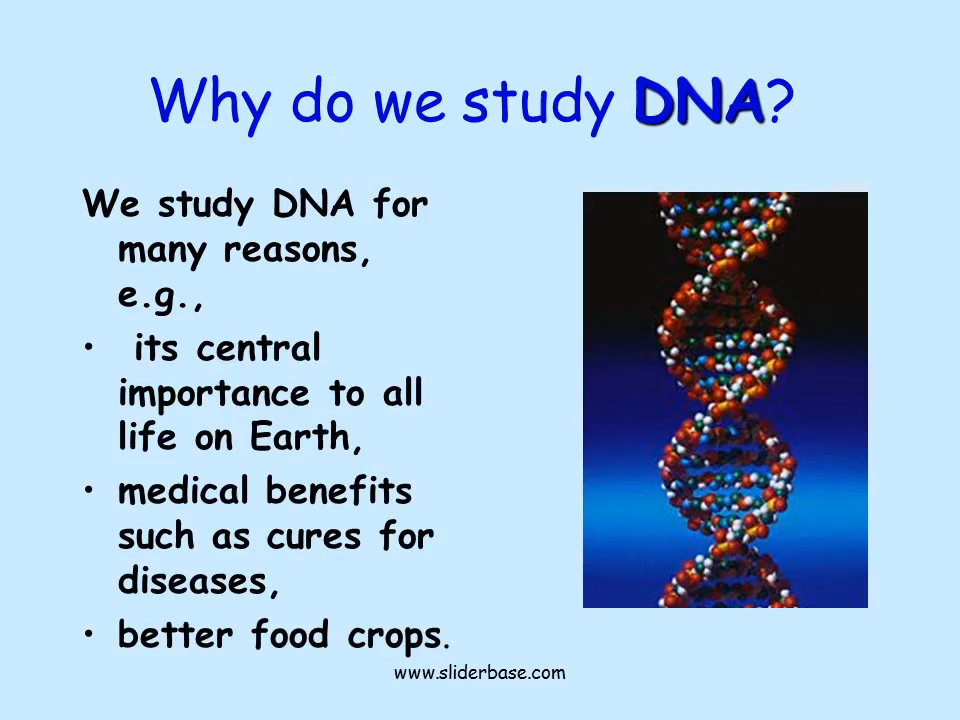 Why do we study DNA?
We study DNA for
many reasons,
e.g.,
• its central
importance to all
life on Earth,
• medical benefits
such as cures for
diseases,
• better food crops.
www.sliderbase.com